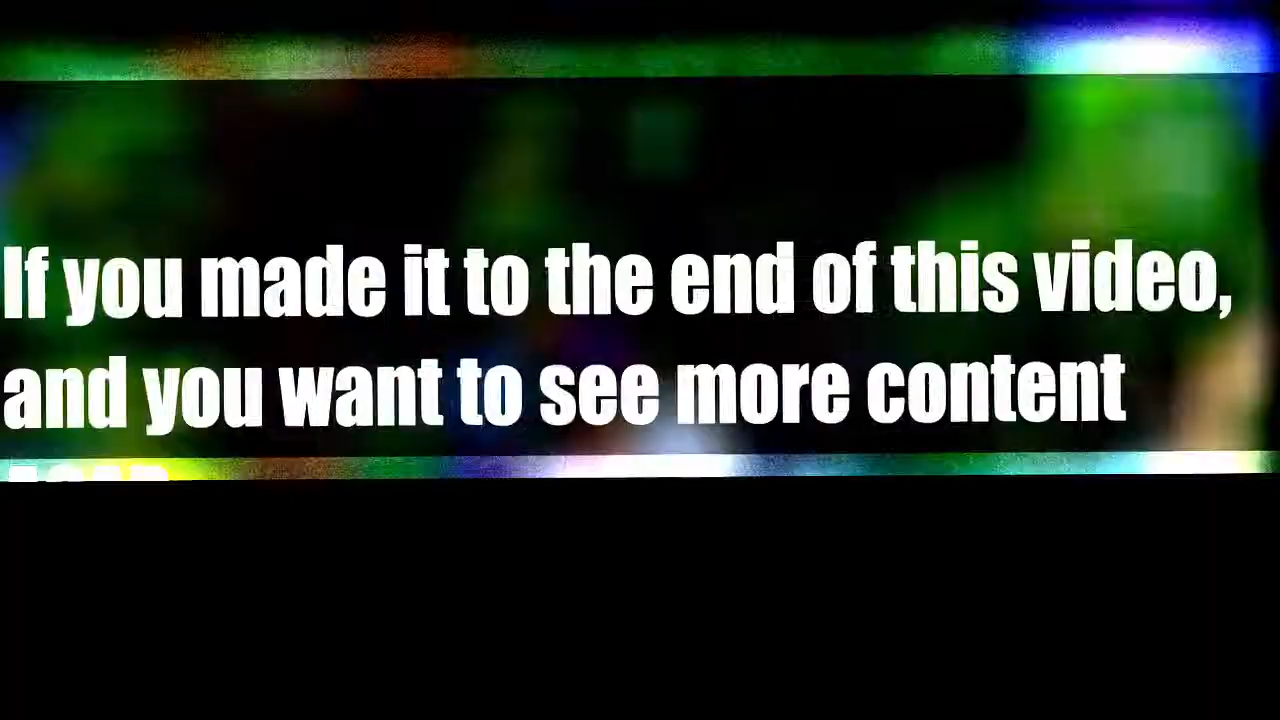 If you made it to the end of this video,
and you want to see more content